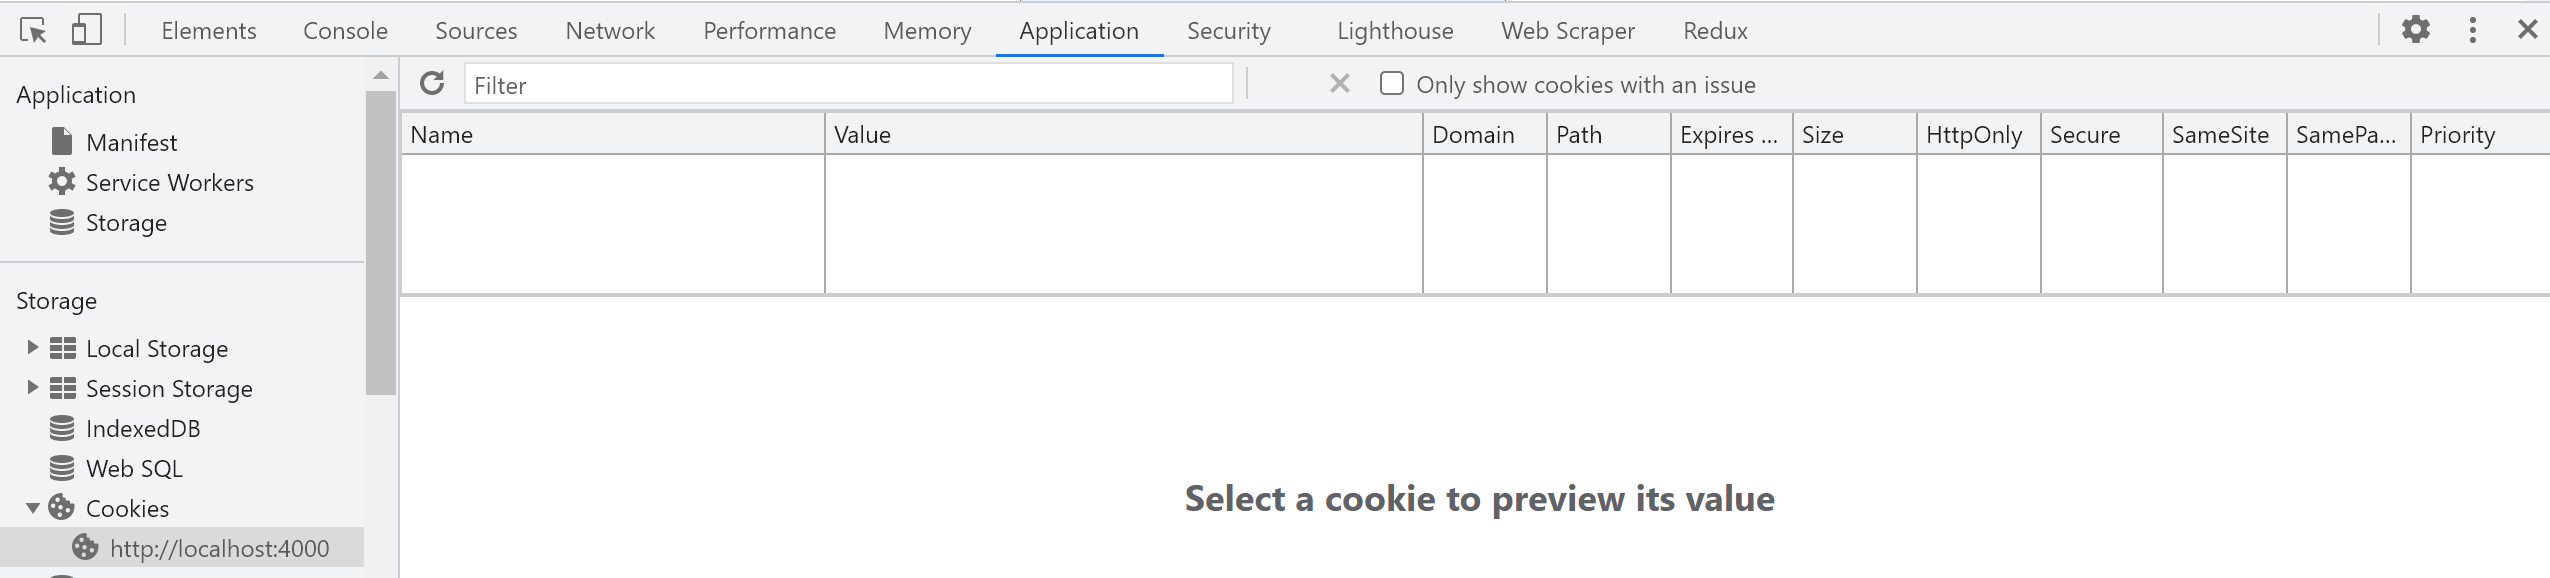 Elements Console Sources Network Performance Memory Application Security Lighthouse Web Scraper Redux
Application
Manifest
Service Workers
Storage
Storage
Local Storage
Session Storage
IndexedDB
Web SQL
Cookies
http://localhost:4000
Filter Only show cookies with an issue
Name Value Domain Path Expires ... Size HttpOnly Secure SameSite SamePa... Priority
Select a cookie to preview its value